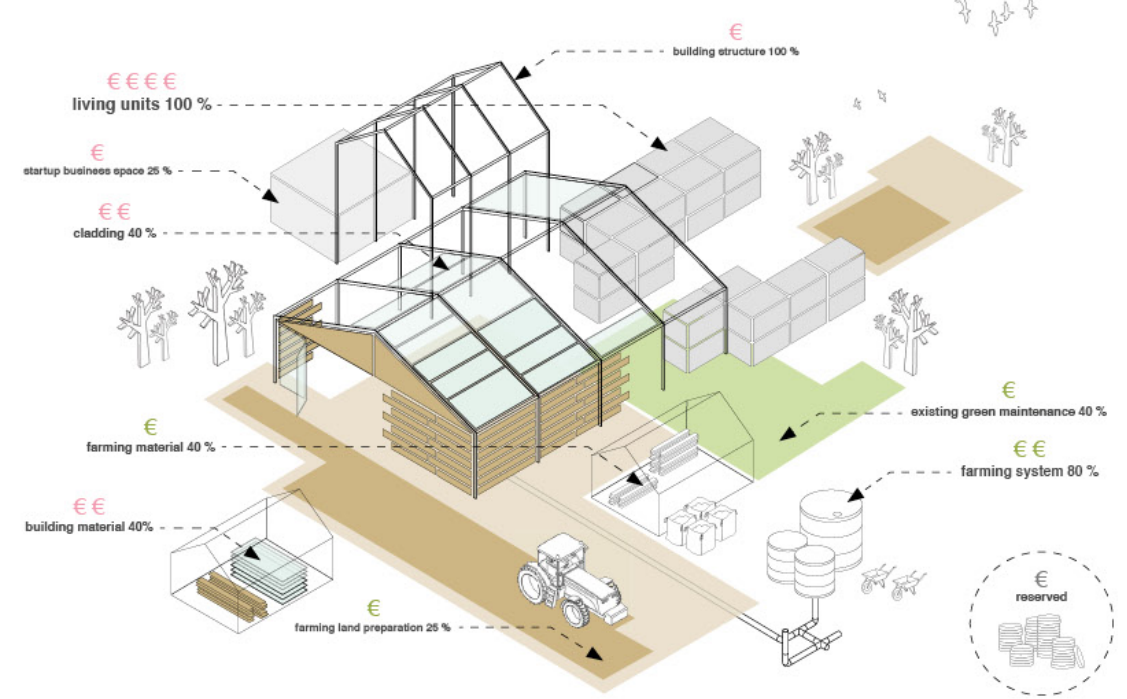 €
building structure 100 %
€ € € €
living units 100 %
€
startup business space 25 %
€ €
cladding 40 %
€
existing green maintenance 40 %
€
farming material 40 %
€ €
farming system 80 %
€ €
building material 40%
€
reserved
€
farming land preparation 25 %